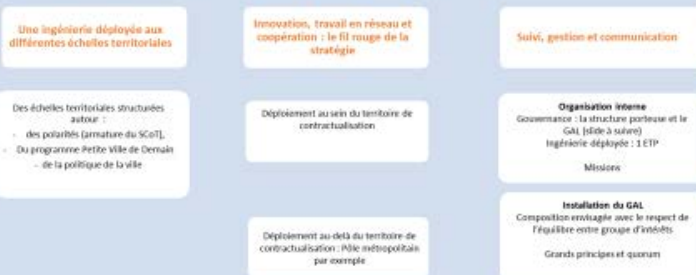 Une ingénierie déployée aux
différentes échelles territoriales
Des échelles territoriales structurées
autour :
- des polarités (armature du SCoT),
- Du programme Petite Ville de Demain
- de la politique de la ville
Innovation, travail en réseau et
coopération : le fil rouge de la
stratégie
Déploiement au sein du territoire de
contractualisation
Déploiement au-delà du territoire de
contractualisation : Pôle métropolitain
par exemple
Suivi, gestion et communication
Organisation interne
Gouvernance : la structure porteuse et le
GAL (slide à suivre)
Ingénierie déployée : 1 ETP
Missions
Installation du GAL
Composition envisagée avec le respect de
l'équilibre entre groupe d'intérêts
Grands principes et quorum